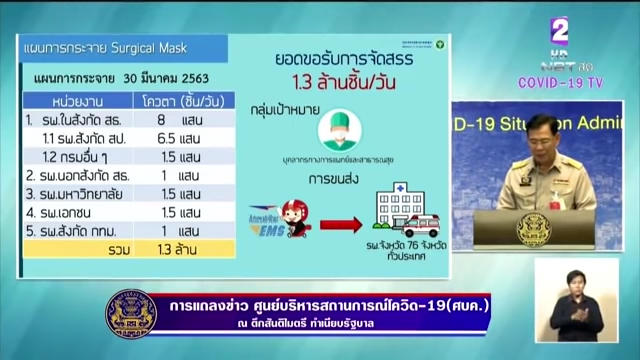 แผนการกระจาย Surgical Mask
แผนการกระจาย 30 มีนาคม 2563
หน่วยงาน โควตา (ชิ้น/วัน)
1. รพ.ในสังกัด สธ. 8 แสน
1.1 รพ.สังกัด สป. 6.5 แสน
1.2 กรมอื่น ๆ 1.5 แสน
2. รพ.นอกสังกัด สธ. 1 แสน
3. รพ.มหาวิทยาลัย 1.5 แสน
4. รพ.เอกชน 1.5 แสน
5. รพ.สังกัด กทม. 1 แสน
รวม 1.3 ล้าน
ยอดขอรับการจัดสรร
1.3 ล้านชิ้น/วัน
กลุ่มเป้าหมาย
บุคลากรทางการแพทย์และสาธารณสุข
การขนส่ง
EMS
รพ.จังหวัด 76 จังหวัด
ทั่วประเทศ
2
HD
สด
COVID-19 TV
D-19 Situation Admin
การแถลงข่าว ศูนย์บริหารสถานการณ์โควิด-19(ศบค.)
ณ ตึกสันติไมตรี ทำเนียบรัฐบาล